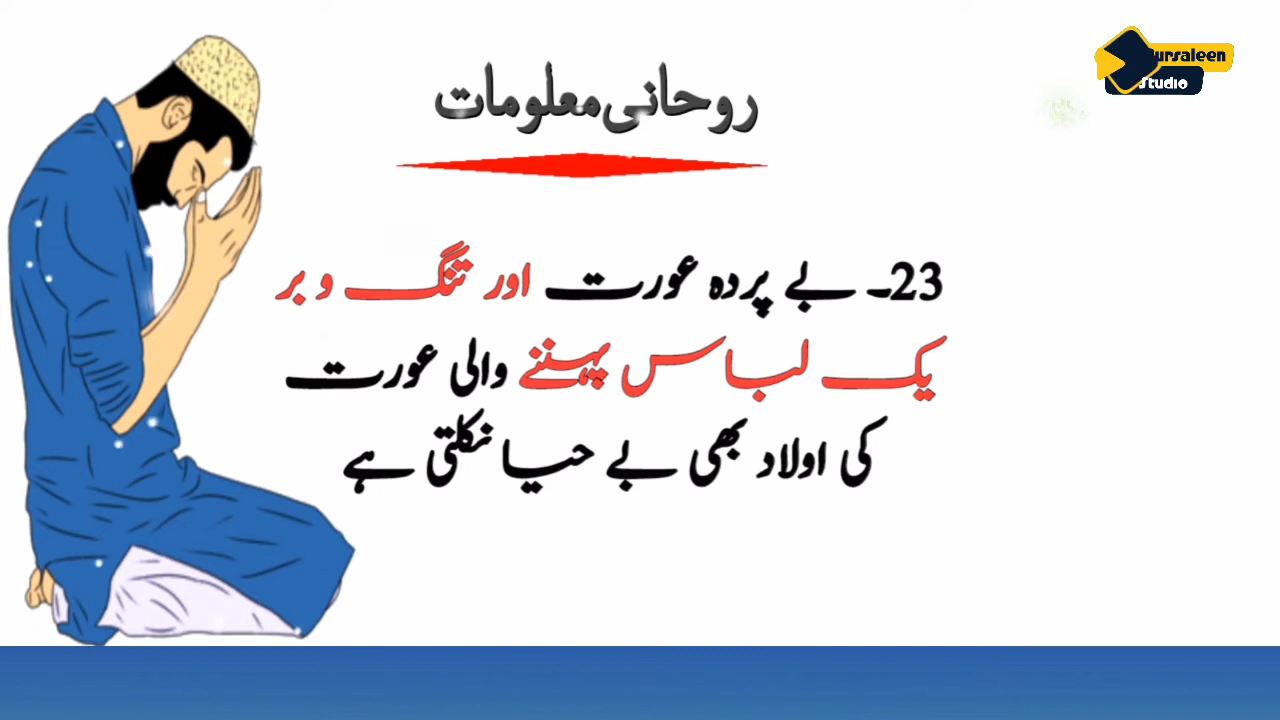 روحانی معلومات
ursaleen
Studio
23۔ بے پردہ عورت اور تنگ و بر
یک لباس پہننے والی عورت
کی اولاد بھی بے حیا نکلتی ہے